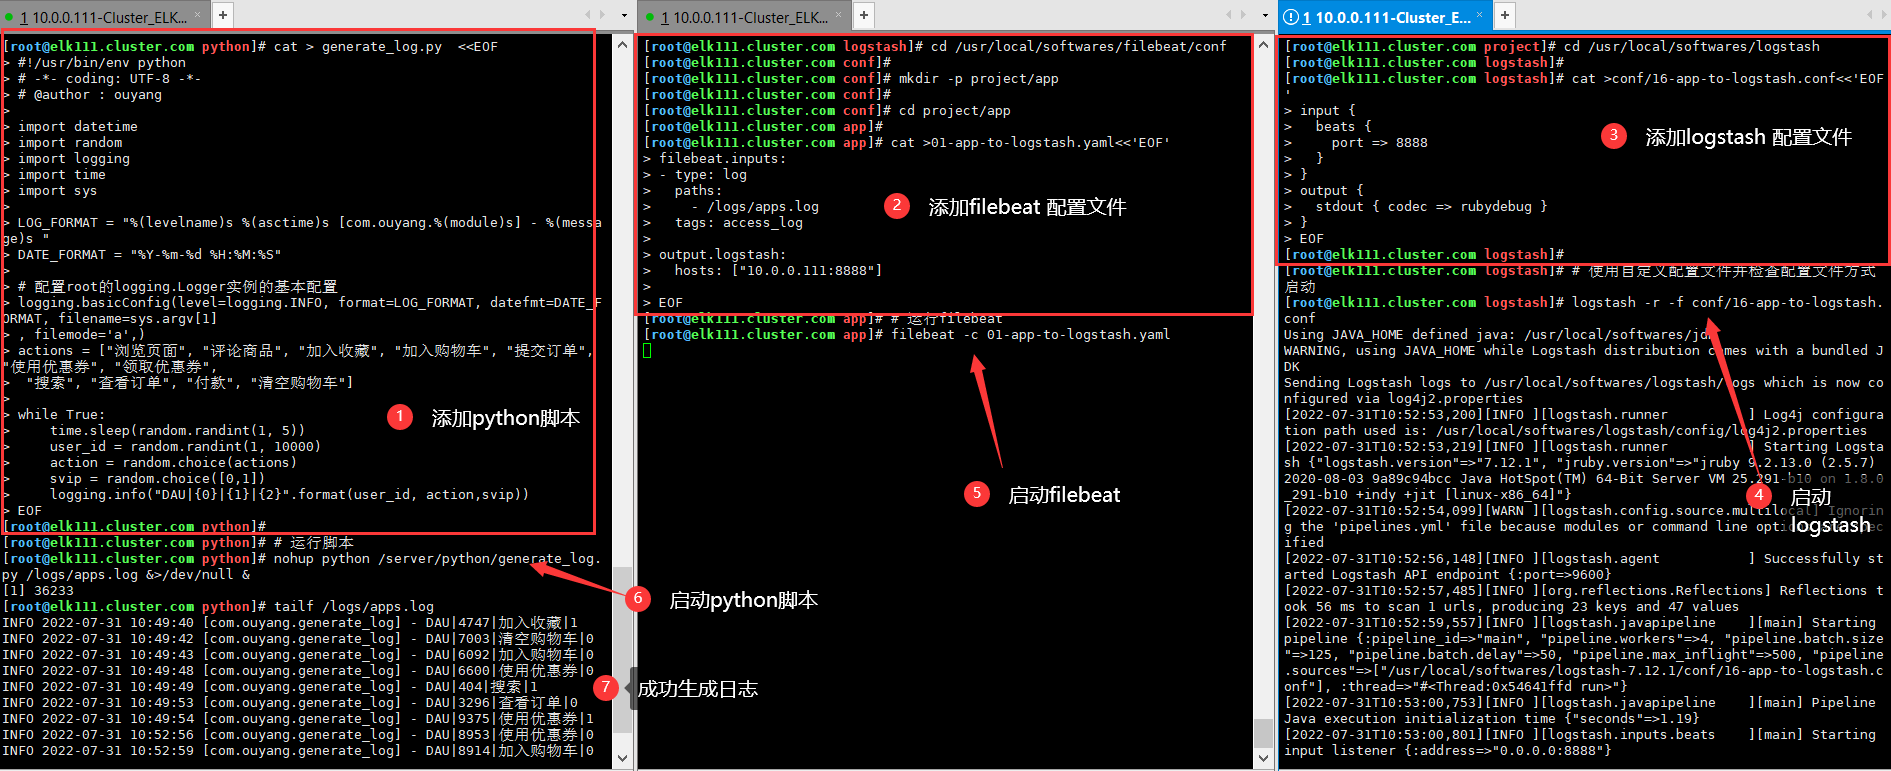 1 10.0.0.111-Cluster_ELK... × +
[root@elk111.cluster.com python]# cat > generate_log.py  <<EOF
> #!/usr/bin/env python
> # -*- coding: UTF-8 -*-
> # @author : ouyang
>
> import datetime
> import random
> import logging
> import time
> import sys
>
> LOG_FORMAT = "%(levelname)s %(asctime)s [com.ouyang.%(module)s] - %(messa
ge)s "
> DATE_FORMAT = "%Y-%m-%d %H:%M:%S"
>
> # 配置root的logging.Logger实例的基本配置
> logging.basicConfig(level=logging.INFO, format=LOG_FORMAT, datefmt=DATE_F
ORMAT, filename=sys.argv[1]
> , filemode='a',)
> actions = ["浏览页面", "评论商品", "加入收藏", "加入购物车", "提交订单",
"使用优惠券", "领取优惠券",
>  "搜索", "查看订单", "付款", "清空购物车"]
>
> while True:
>     time.sleep(random.randint(1, 5))
>     user_id = random.randint(1, 10000)
>     action = random.choice(actions)
>     svip = random.choice([0,1])
>     logging.info("DAU|{0}|{1}|{2}".format(user_id, action,svip))
> EOF
[root@elk111.cluster.com python]#
[root@elk111.cluster.com python]# # 运行脚本
[root@elk111.cluster.com python]# nohup python /server/python/generate_log.
py /logs/apps.log &>/dev/null &
[1] 36233
[root@elk111.cluster.com python]# tailf /logs/apps.log
INFO 2022-07-31 10:49:40 [com.ouyang.generate_log] - DAU|4747|加入收藏|1
INFO 2022-07-31 10:49:42 [com.ouyang.generate_log] - DAU|7003|清空购物车|0
INFO 2022-07-31 10:49:43 [com.ouyang.generate_log] - DAU|6092|加入购物车|0
INFO 2022-07-31 10:49:48 [com.ouyang.generate_log] - DAU|6600|使用优惠券|0
INFO 2022-07-31 10:49:49 [com.ouyang.generate_log] - DAU|404|搜索|1
INFO 2022-07-31 10:49:53 [com.ouyang.generate_log] - DAU|3296|查看订单|0
INFO 2022-07-31 10:49:54 [com.ouyang.generate_log] - DAU|9375|使用优惠券|1
INFO 2022-07-31 10:52:56 [com.ouyang.generate_log] - DAU|8953|使用优惠券|0
INFO 2022-07-31 10:52:59 [com.ouyang.generate_log] - DAU|8914|加入购物车|0
1 添加python脚本
6 启动python脚本
7 成功生成日志
1 10.0.0.111-Cluster_ELK... × +
[root@elk111.cluster.com logstash]# cd /usr/local/softwares/filebeat/conf
[root@elk111.cluster.com conf]#
[root@elk111.cluster.com conf]# mkdir -p project/app
[root@elk111.cluster.com conf]#
[root@elk111.cluster.com conf]# cd project/app
[root@elk111.cluster.com app]#
[root@elk111.cluster.com app]# cat >01-app-to-logstash.yaml<<'EOF'
> filebeat.inputs:
> - type: log
>   paths:
>     - /logs/apps.log
>   tags: access_log
>
> output.logstash:
>   hosts: ["10.0.0.111:8888"]
>
> EOF
[root@elk111.cluster.com app]# # 运行filebeat
[root@elk111.cluster.com app]# filebeat -c 01-app-to-logstash.yaml
2 添加filebeat 配置文件
5 启动filebeat
1 10.0.0.111-Cluster_E... × +
[root@elk111.cluster.com project]# cd /usr/local/softwares/logstash
[root@elk111.cluster.com logstash]#
[root@elk111.cluster.com logstash]# cat >conf/16-app-to-logstash.conf<<'EOF
'
> input {
>   beats {
>     port => 8888
>   }
> }
> output {
>   stdout { codec => rubydebug }
> }
> EOF
[root@elk111.cluster.com logstash]#
[root@elk111.cluster.com logstash]# # 使用自定义配置文件并检查配置文件方式
启动
[root@elk111.cluster.com logstash]# logstash -r -f conf/16-app-to-logstash.
conf
Using JAVA_HOME defined java: /usr/local/softwares/jdk
WARNING, using JAVA_HOME while Logstash distribution comes with a bundled J
DK
Sending Logstash logs to /usr/local/softwares/logstash/logs which is now co
nfigured via log4j2.properties
[2022-07-31T10:52:53,200][INFO ][logstash.runner          ] Log4j configura
tion path used is: /usr/local/softwares/logstash/config/log4j2.properties
[2022-07-31T10:52:53,219][INFO ][logstash.runner          ] Starting Logsta
sh {"logstash.version"=>"7.12.1", "jruby.version"=>"jruby 9.2.13.0 (2.5.7)
2020-08-03 9a89c94bcc Java HotSpot(TM) 64-Bit Server VM 25.291-b10 on 1.8.0
_291-b10 +indy +jit [linux-x86_64]"}
[2022-07-31T10:52:54,099][WARN ][logstash.config.source.multilocal] Ignorin
g the 'pipelines.yml' file because modules or command line options are spec
ified
[2022-07-31T10:52:56,148][INFO ][logstash.agent           ] Successfully st
arted Logstash API endpoint {:port=>9600}
[2022-07-31T10:52:57,485][INFO ][org.reflections.Reflections] Reflections t
ook 56 ms to scan 1 urls, producing 23 keys and 47 values
[2022-07-31T10:52:59,557][INFO ][logstash.javapipeline    ][main] Starting
pipeline {:pipeline_id=>"main", "pipeline.workers"=>4, "pipeline.batch.size
"=>125, "pipeline.batch.delay"=>50, "pipeline.max_inflight"=>500, "pipeline
.sources"=>["/usr/local/softwares/logstash-7.12.1/conf/16-app-to-logstash.c
onf"], :thread=>"#<Thread:0x54641ffd run>"}
[2022-07-31T10:53:00,753][INFO ][logstash.javapipeline    ][main] Pipeline
Java execution initialization time {"seconds"=>1.19}
[2022-07-31T10:53:00,801][INFO ][logstash.inputs.beats    ][main] Starting
input listener {:address=>"0.0.0.0:8888"}
3 添加logstash 配置文件
4 启动
logstash